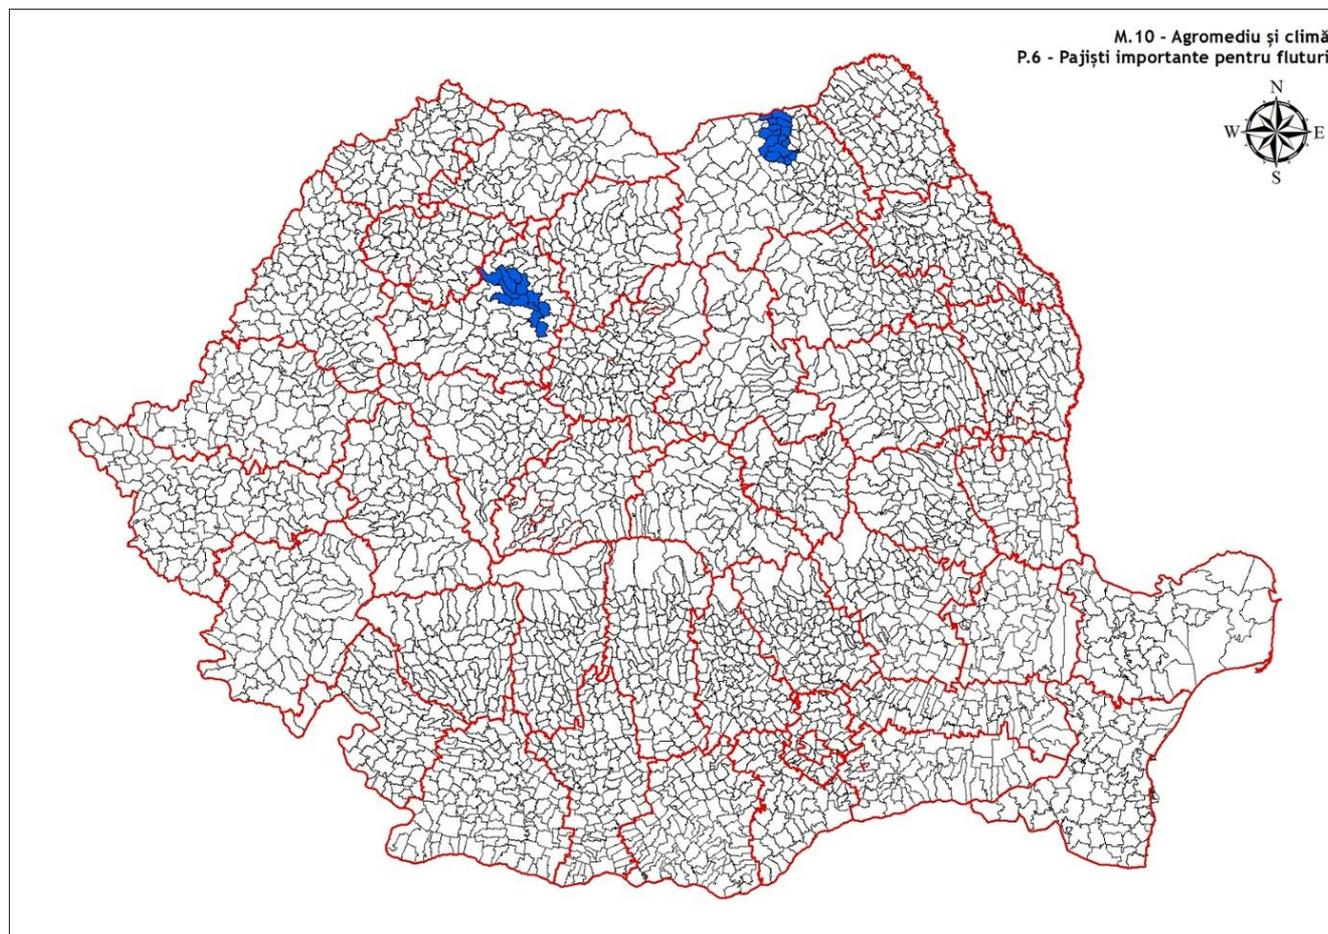 M.10 - Agromediu și climă
P.6 - Pajiști importante pentru fluturi
N
W E
S